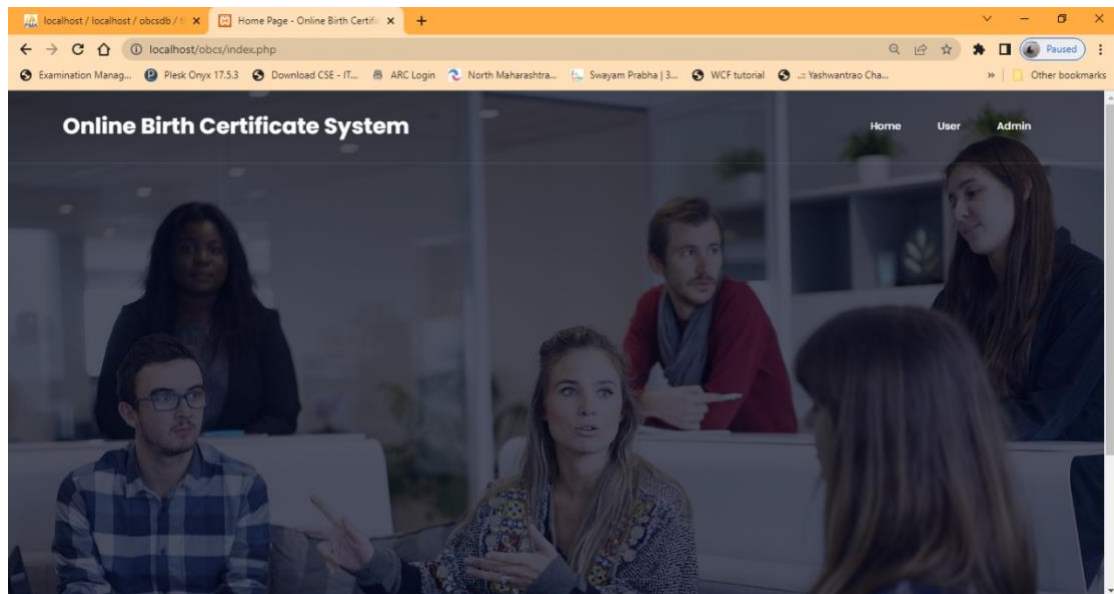 localhost / localhost / obcsdb / t
Home Page - Online Birth Certific
localhost/obcs/index.php
Paused
Examination Manag...
Plesk Onyx 17.5.3
Download CSE - IT...
ARC Login
North Maharashtra...
Swayam Prabha | 3...
WCF tutorial
..:: Yashwantrao Cha...
»
Other bookmarks
Online Birth Certificate System
Home
User
Admin